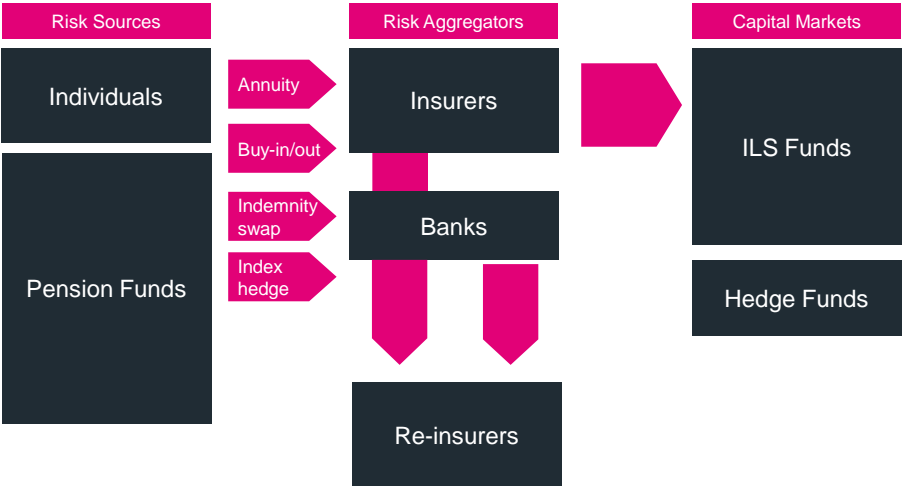 Risk Sources
Risk Aggregators
Capital Markets
Individuals
Annuity
Insurers
Buy-in/out
ILS Funds
Pension Funds
Indemnity
swap
Banks
Index
hedge
Hedge Funds
Re-insurers